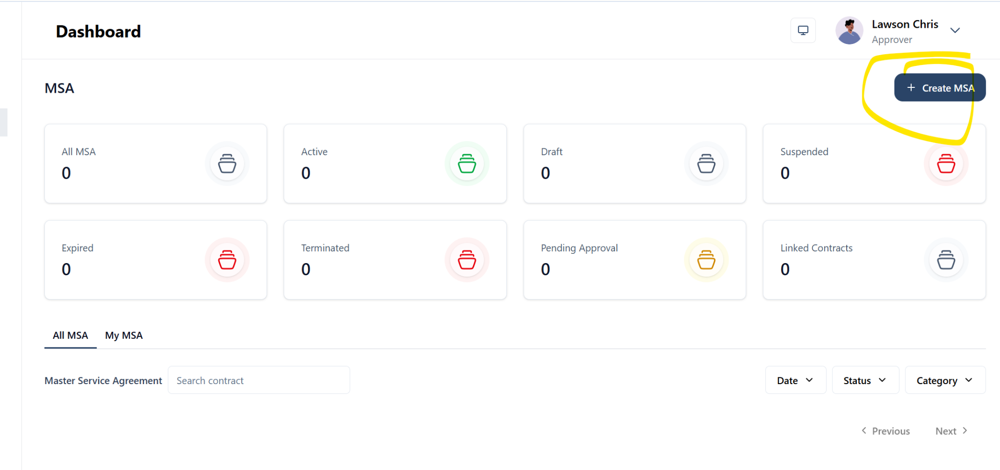 Dashboard
Lawson Chris
Approver
MSA
+ Create MSA
All MSA
0
Active
0
Draft
0
Suspended
0
Expired
0
Terminated
0
Pending Approval
0
Linked Contracts
0
All MSA My MSA
Master Service Agreement Search contract Date Status Category
Previous Next